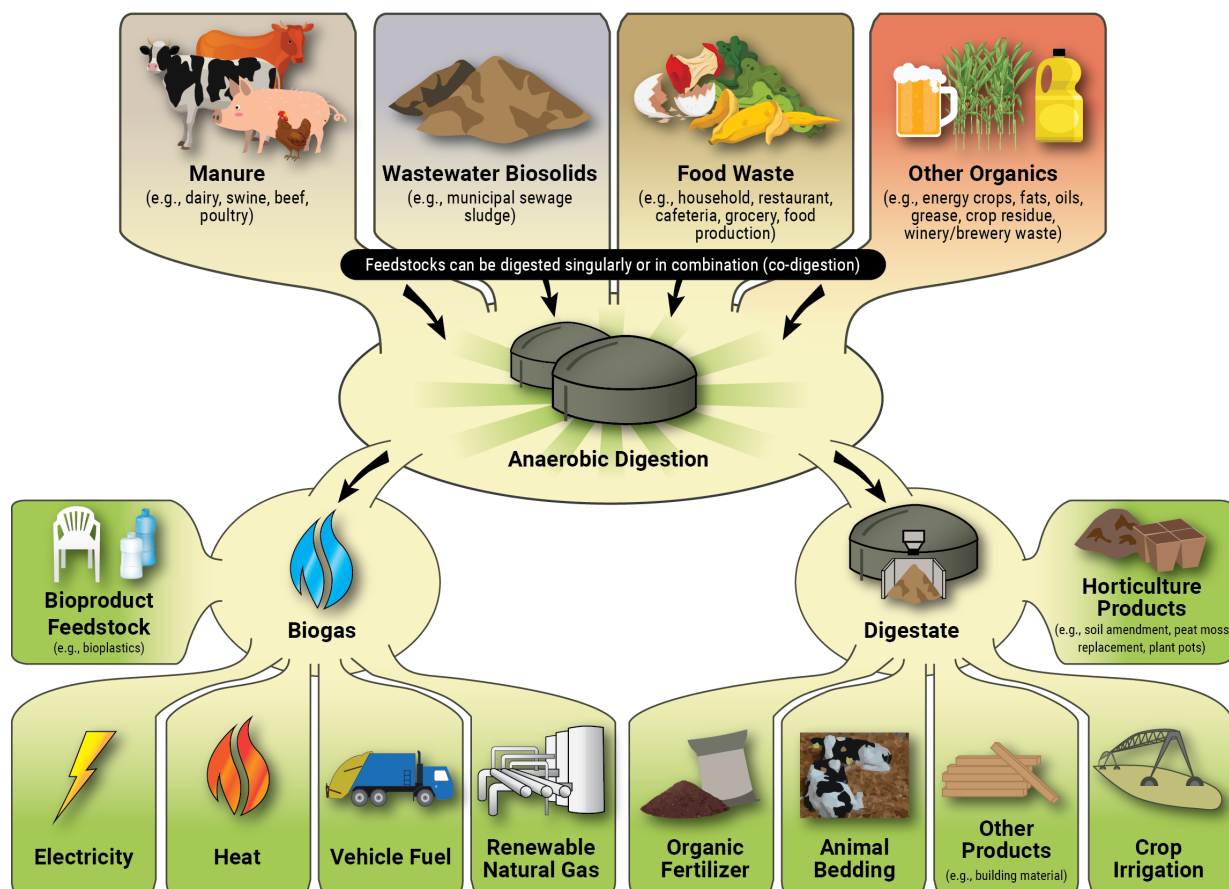 Manure
(e.g., dairy, swine, beef,
poultry)
Wastewater Biosolids
(e.g., municipal sewage
sludge)
Food Waste
(e.g., household, restaurant,
cafeteria, grocery, food
production)
Other Organics
(e.g., energy crops, fats, oils,
grease, crop residue,
winery/brewery waste)
Feedstocks can be digested singularly or in combination (co-digestion)
Anaerobic Digestion
Bioproduct
Feedstock
(e.g., bioplastics)
Biogas
Digestate
Horticulture
Products
(e.g., soil amendment, peat moss
replacement, plant pots)
Electricity
Heat
Vehicle Fuel
Renewable
Natural Gas
Organic
Fertilizer
Animal
Bedding
Other
Products
(e.g., building material)
Crop
Irrigation